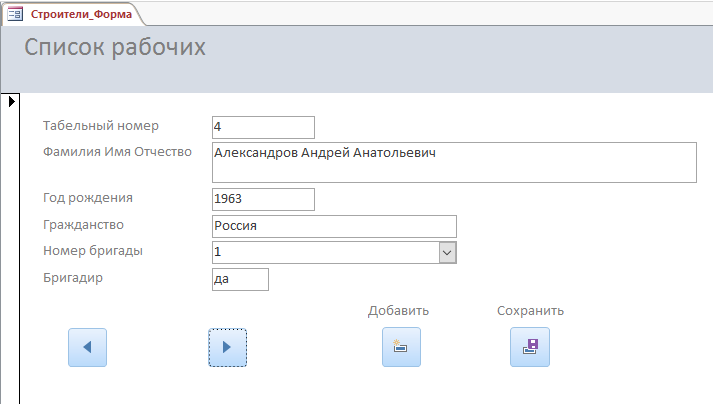 Строители_Форма
Список рабочих
Табельный номер 4
Фамилия Имя Отчество Александров Андрей Анатольевич
Год рождения 1963
Гражданство Россия
Номер бригады 1
Бригадир да
Добавить Сохранить